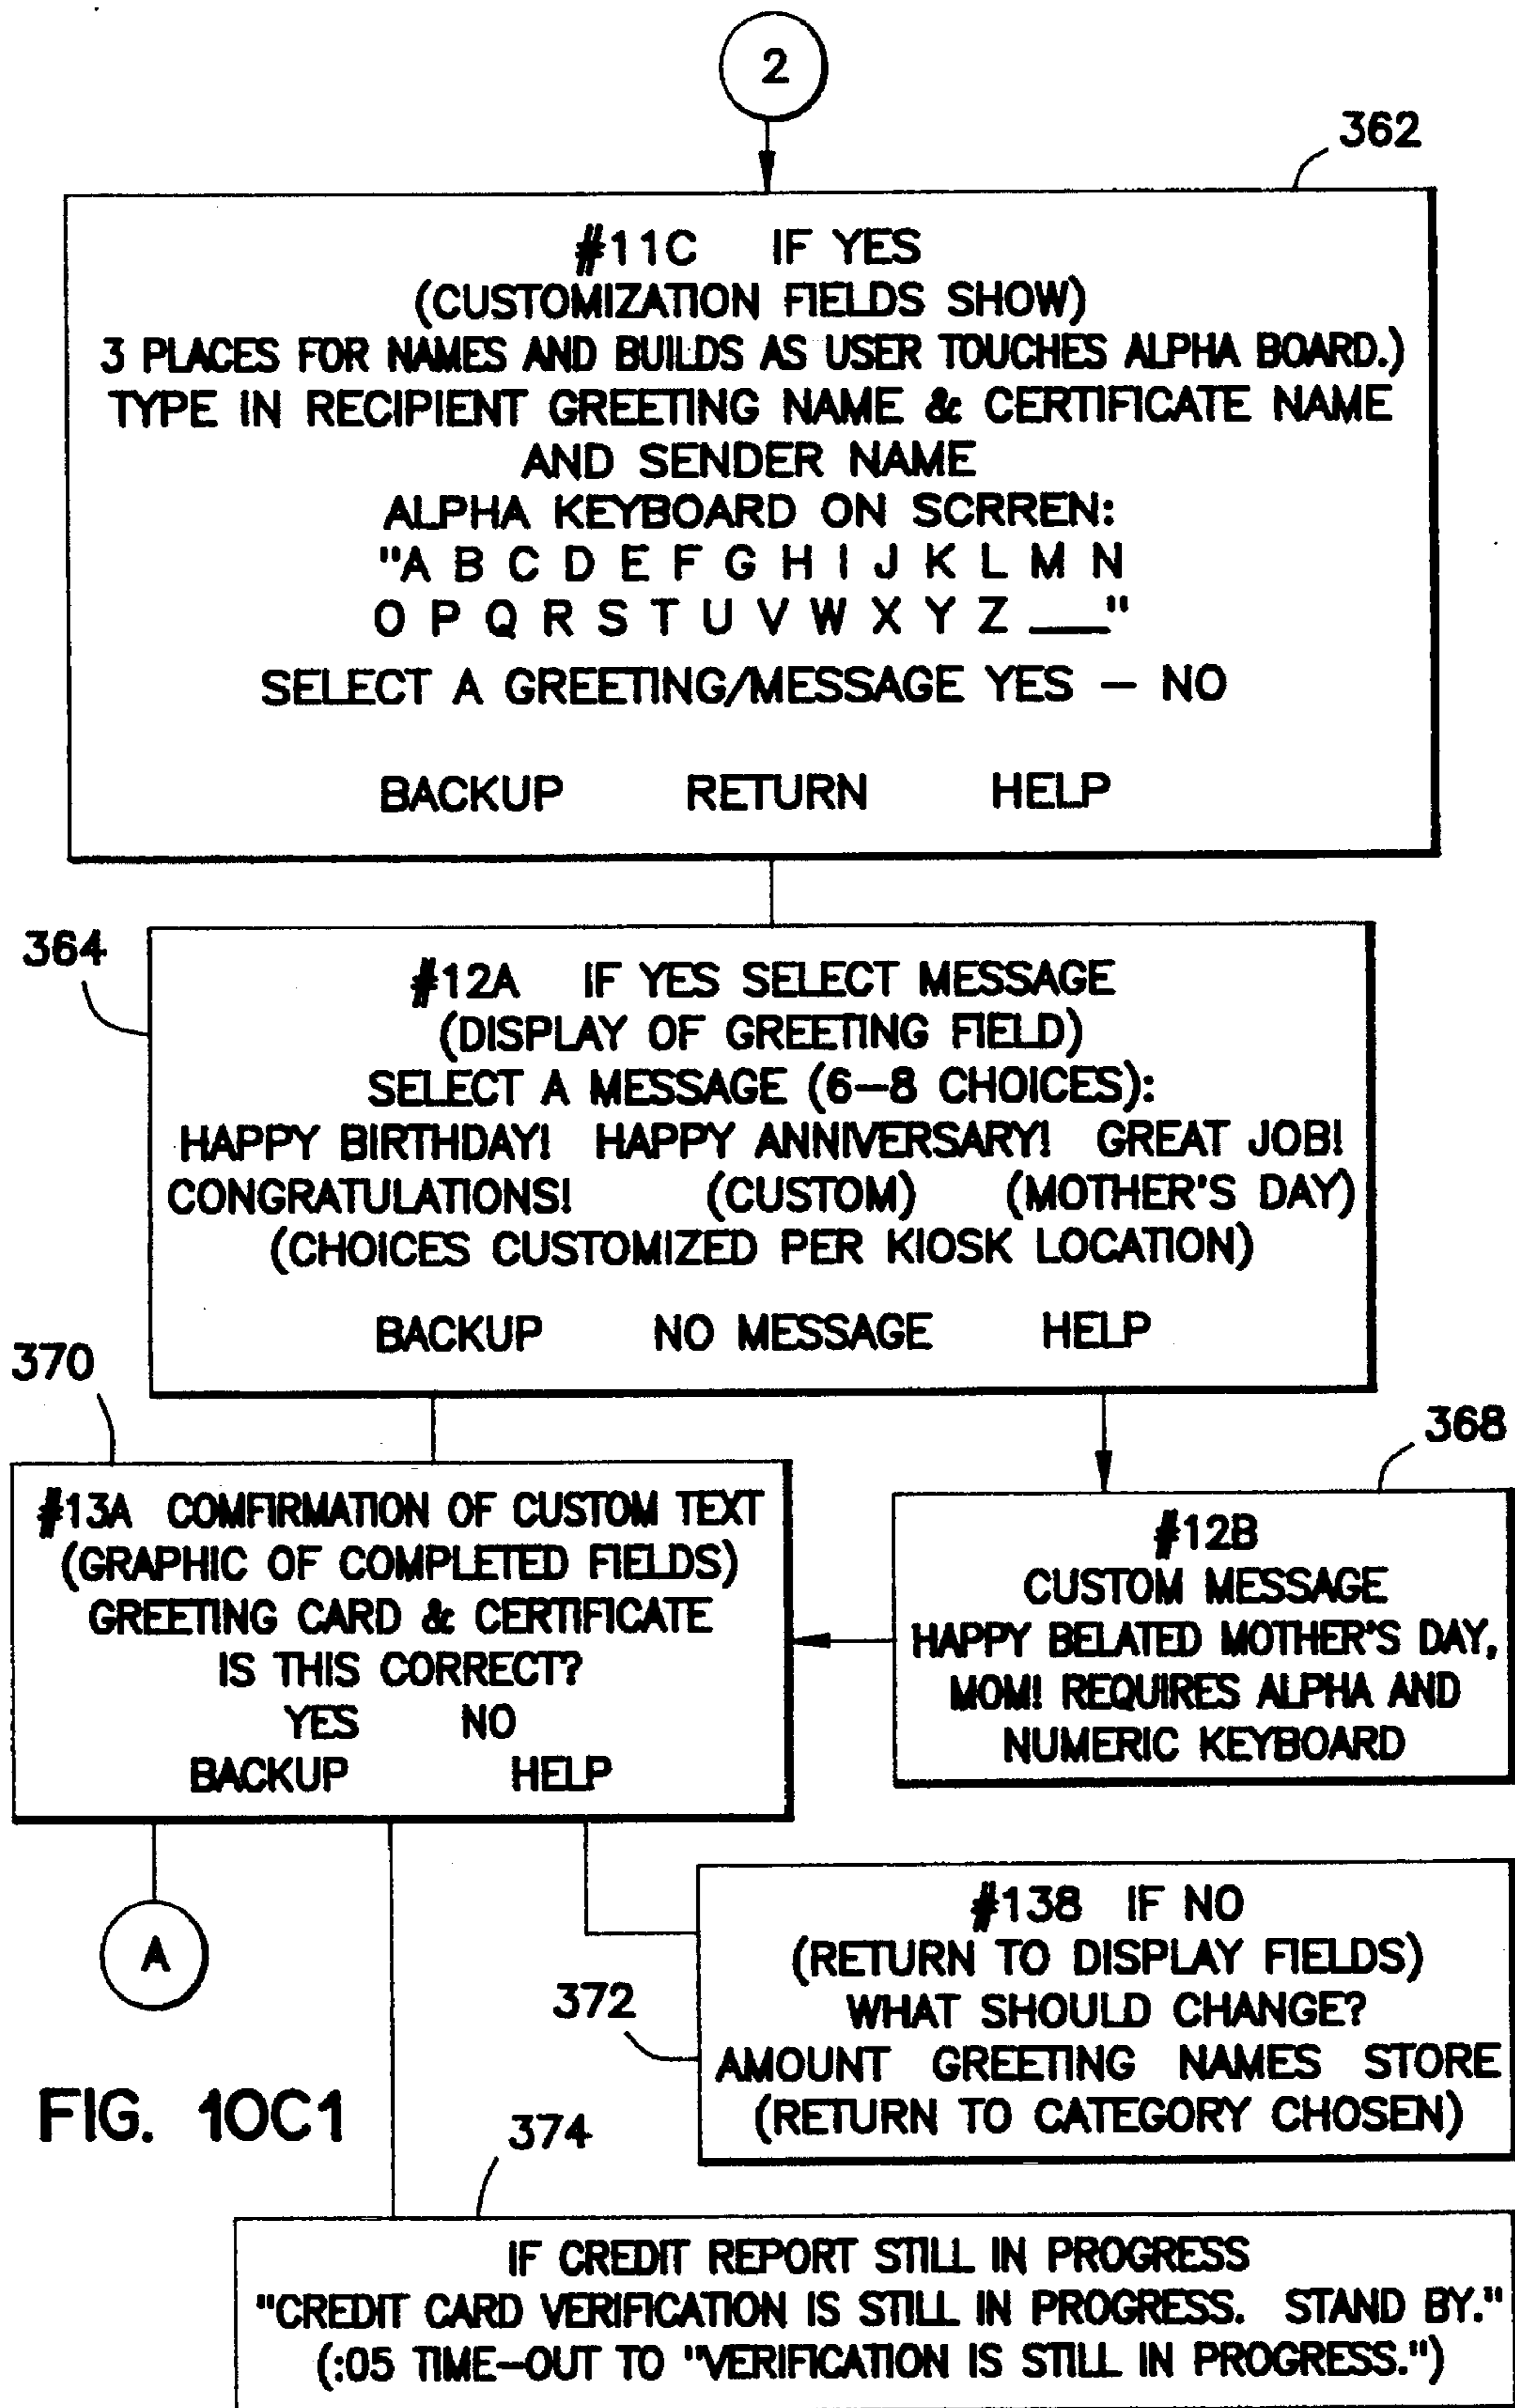 2
362
#11C IF YES
(CUSTOMIZATION FIELDS SHOW)
3 PLACES FOR NAMES AND BUILDS AS USER TOUCHES ALPHA BOARD.)
TYPE IN RECIPIENT GREETING NAME & CERTIFICATE NAME
AND SENDER NAME
ALPHA KEYBOARD ON SCRREN:
"A B C D E F G H I J K L M N
O P Q R S T U V W X Y Z ___"
SELECT A GREETING/MESSAGE YES – NO
BACKUP RETURN HELP
364
#12A IF YES SELECT MESSAGE
(DISPLAY OF GREETING FIELD)
SELECT A MESSAGE (6–8 CHOICES):
HAPPY BIRTHDAY! HAPPY ANNIVERSARY! GREAT JOB!
CONGRATULATIONS! (CUSTOM) (MOTHER'S DAY)
(CHOICES CUSTOMIZED PER KIOSK LOCATION)
BACKUP NO MESSAGE HELP
370
#13A COMFIRMATION OF CUSTOM TEXT
(GRAPHIC OF COMPLETED FIELDS)
GREETING CARD & CERTIFICATE
IS THIS CORRECT?
YES NO
BACKUP HELP
368
#12B
CUSTOM MESSAGE
HAPPY BELATED MOTHER'S DAY,
MOM! REQUIRES ALPHA AND
NUMERIC KEYBOARD
A
372
#138 IF NO
(RETURN TO DISPLAY FIELDS)
WHAT SHOULD CHANGE?
AMOUNT GREETING NAMES STORE
(RETURN TO CATEGORY CHOSEN)
FIG. 10C1
374
IF CREDIT REPORT STILL IN PROGRESS
"CREDIT CARD VERIFICATION IS STILL IN PROGRESS. STAND BY."
(:05 TIME–OUT TO "VERIFICATION IS STILL IN PROGRESS.")